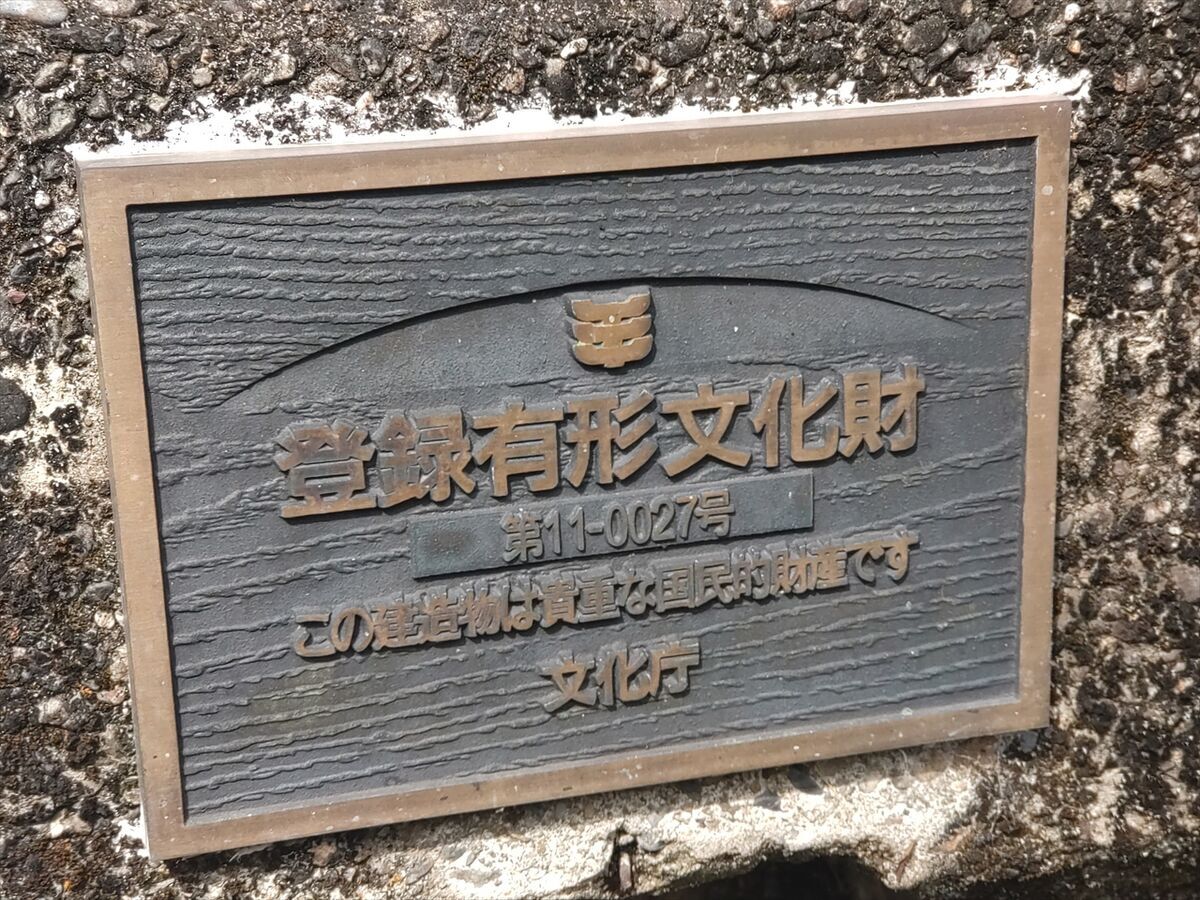 登録有形文化財
第11-0027号
この建造物は貴重な国民的財産です
文化庁